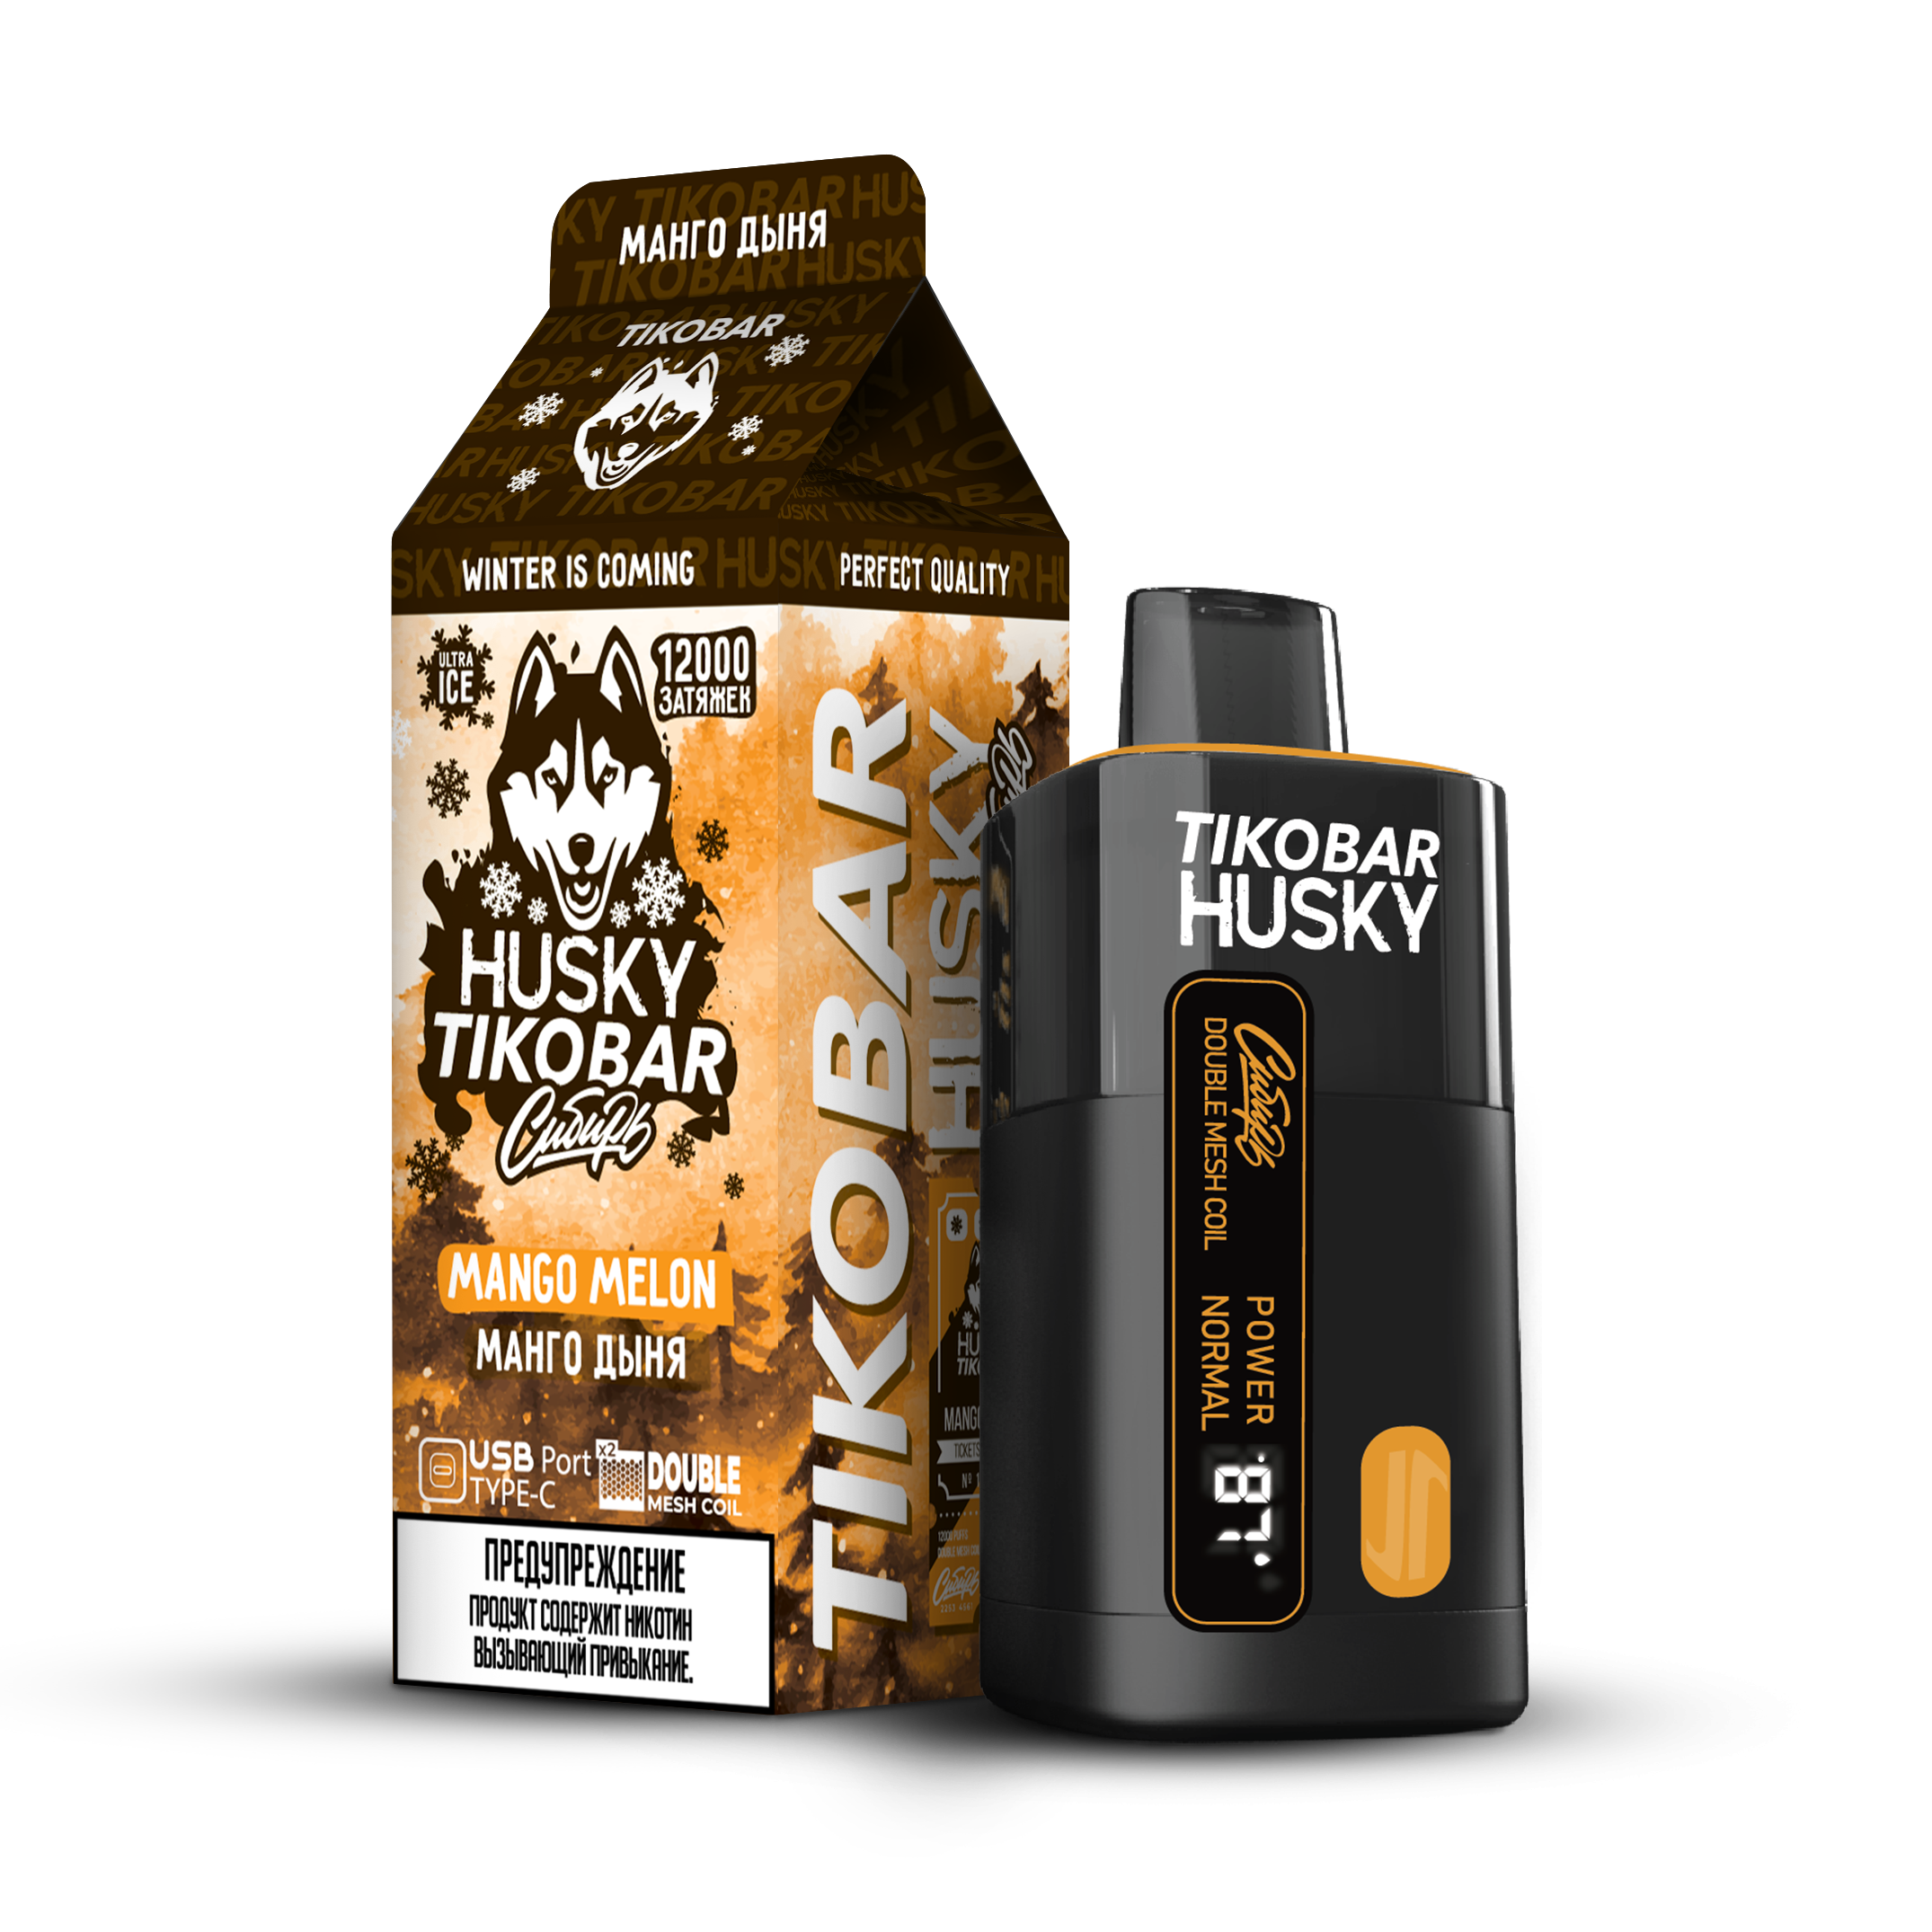 МАНГО ДЫНЯ
TIKOBAR
WINTER IS COMING
PERFECT QUALITY
ULTRA
ICE
12000
ЗАТЯЖЕК
HUSKY
TIKOBAR
Сибирь
MANGO MELON
МАНГО ДЫНЯ
USB Port
TYPE-C
x2
DOUBLE
MESH COIL
ПРЕДУПРЕЖДЕНИЕ
ПРОДУКТ СОДЕРЖИТ НИКОТИН
ВЫЗЫВАЮЩИЙ ПРИВЫКАНИЕ.
TIKOBAR
HUSKY
TIKOBAR
HUSKY
Сибирь
DOUBLE MESH COIL
POWER
NORMAL